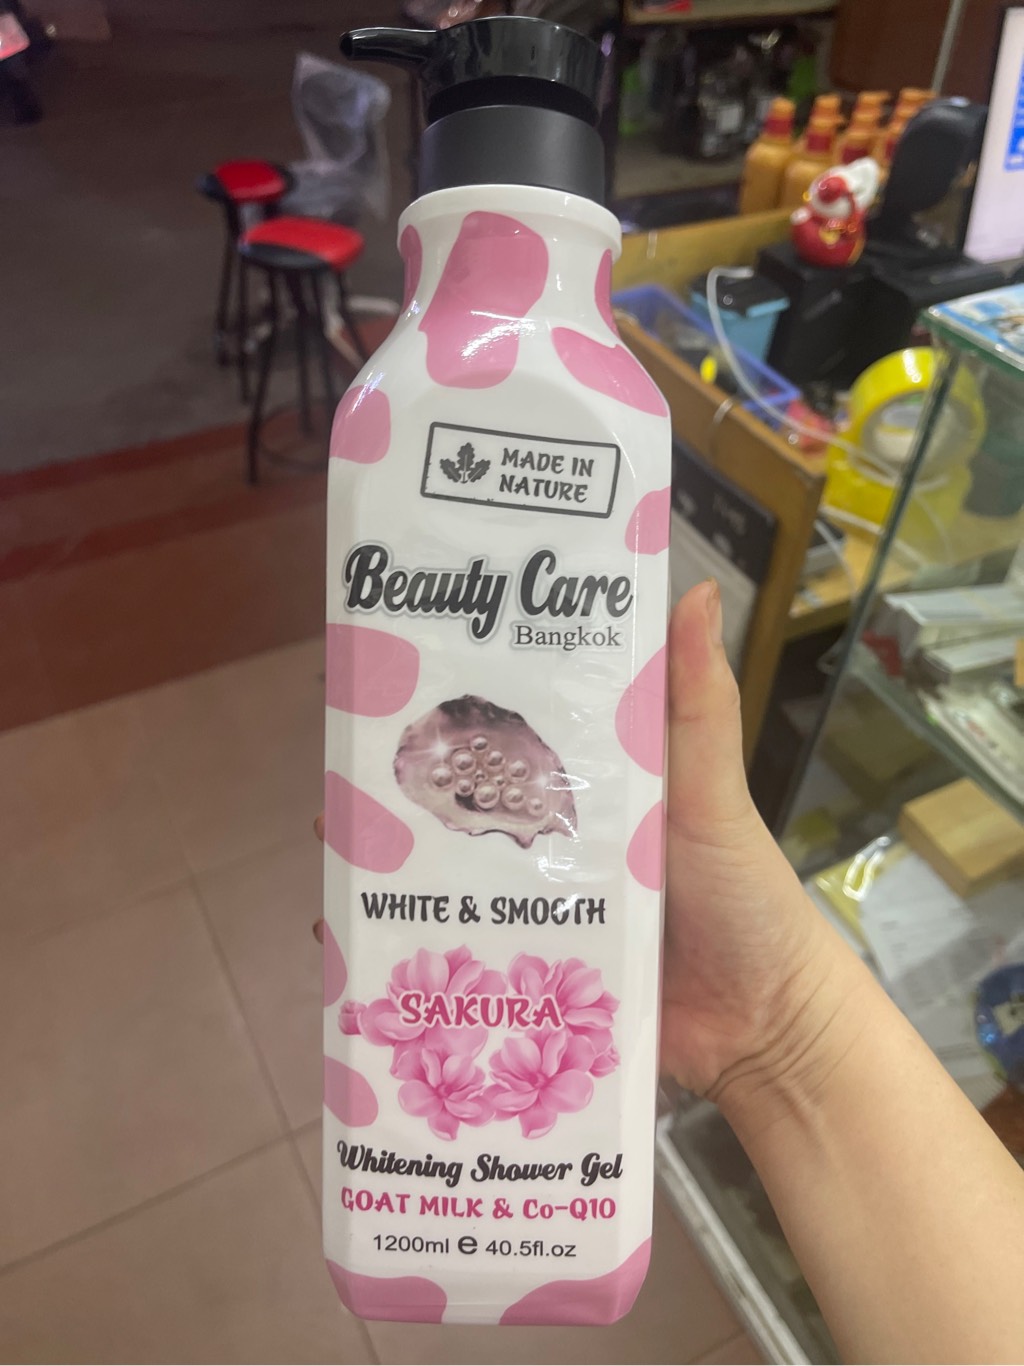 MADE IN
NATURE
Beauty Care
Bangkok
WHITE & SMOOTH
SAKURA
Whitening Shower Gel
GOAT MILK & Co-Q10
1200ml e 40.5fl.oz